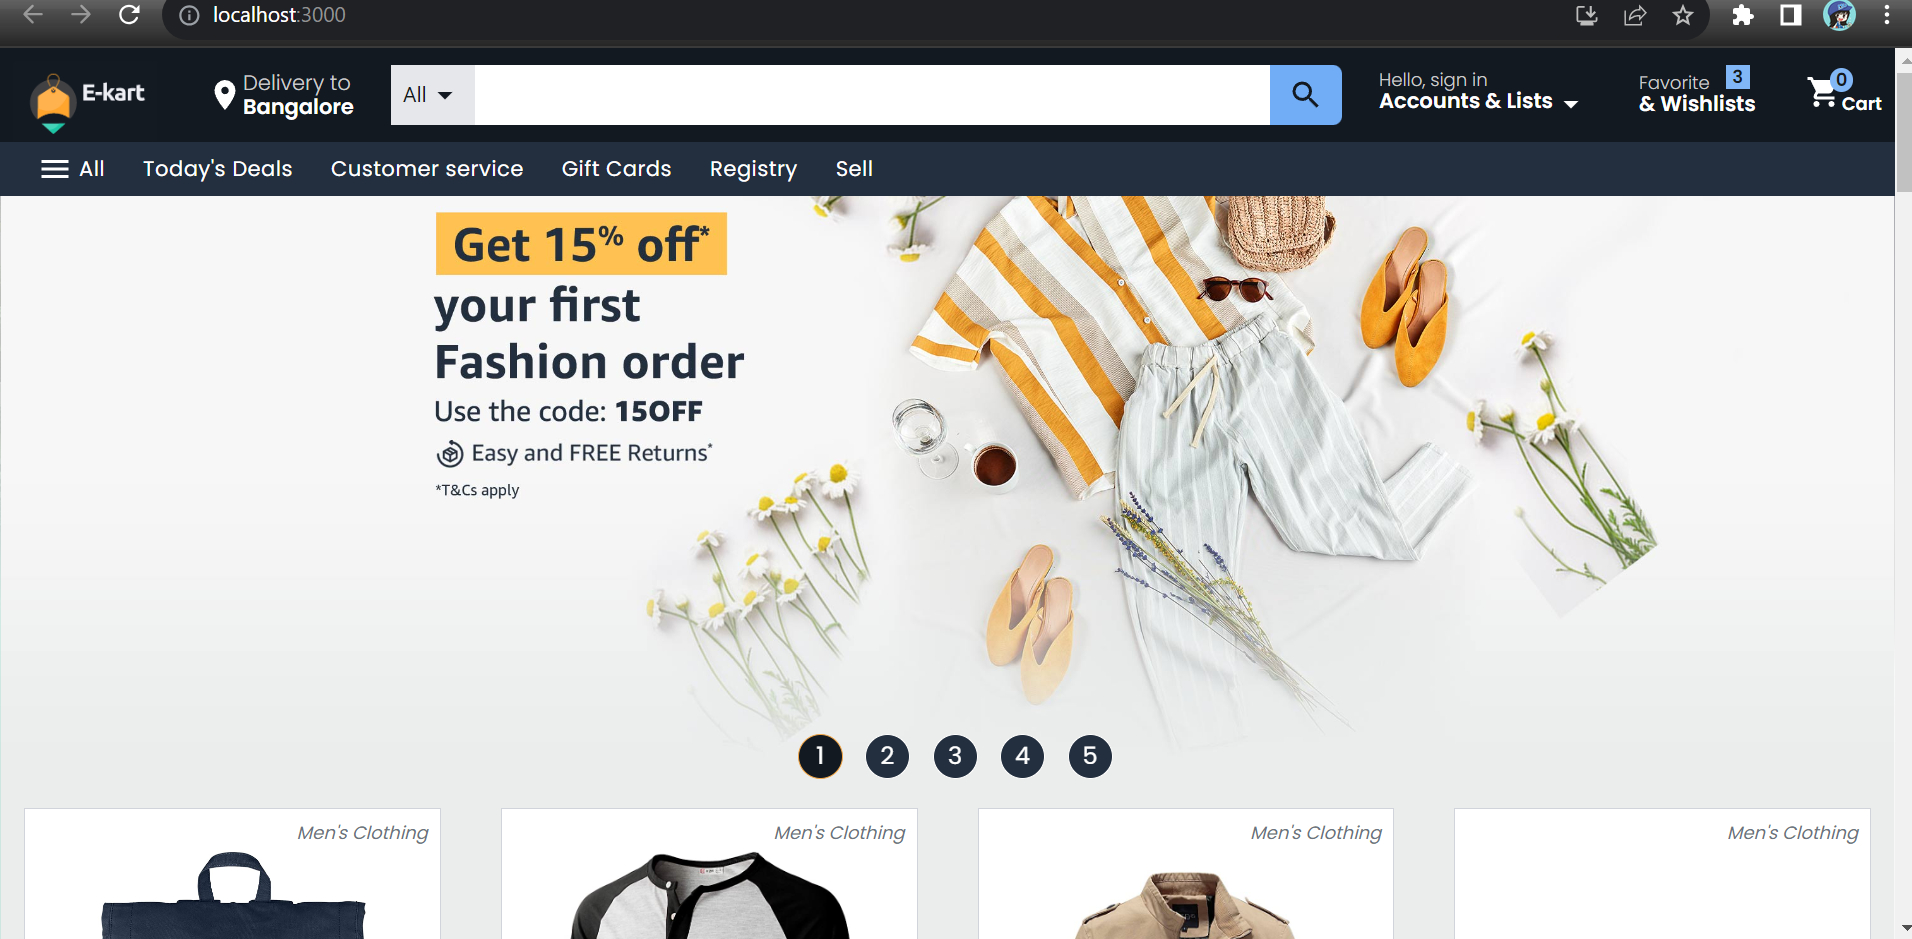 localhost:3000
E-kart
Delivery to
Bangalore
All
Hello, sign in
Accounts & Lists
Favorite 3
& Wishlists
0
Cart
All
Today's Deals
Customer service
Gift Cards
Registry
Sell
Get 15% off*
your first
Fashion order
Use the code: 15OFF
Easy and FREE Returns*
*T&Cs apply
1 2 3 4 5
Men's Clothing
Men's Clothing
Men's Clothing
Men's Clothing